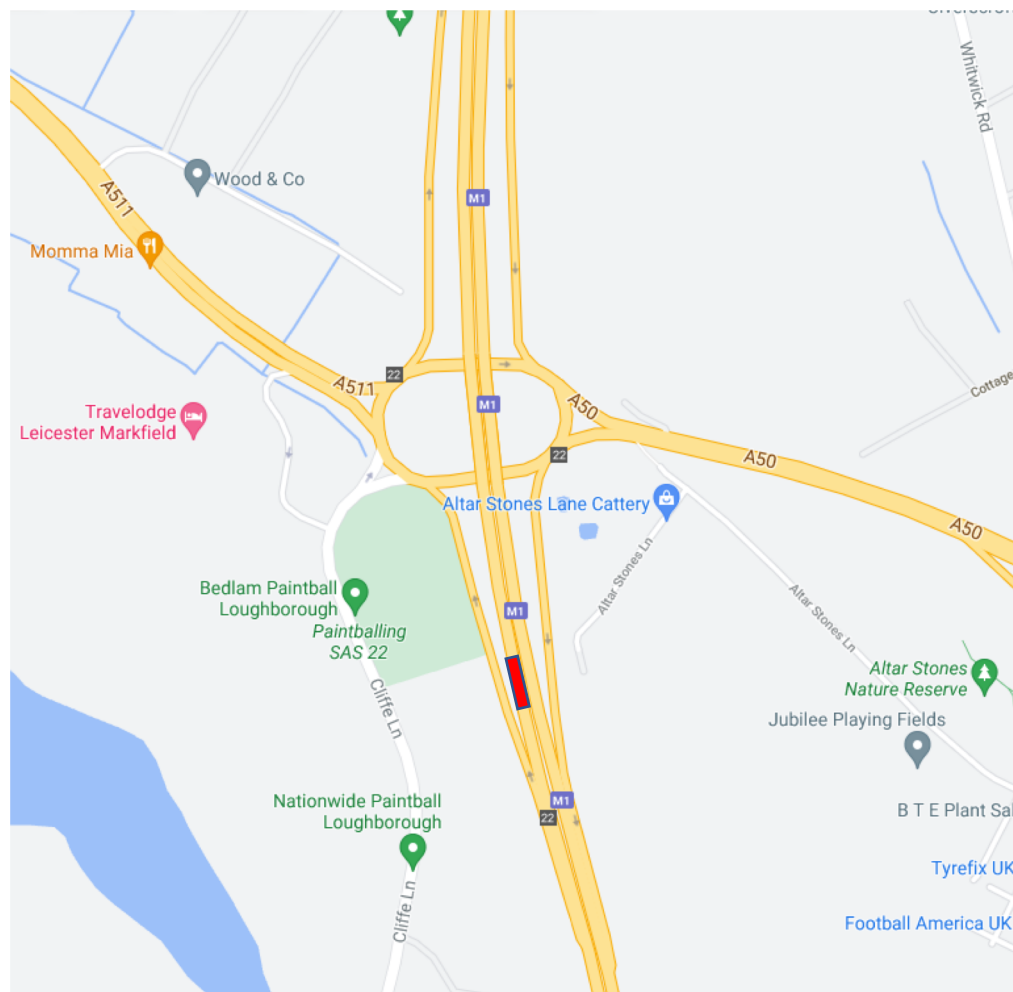 Whitwick Rd
Wood & Co
A511
M1
Momma Mia
22
A511
Cottage
M1
A50
Travelodge
Leicester Markfield
22
A50
Altar Stones Lane Cattery
A50
Altar Stones Ln
Bedlam Paintball
Loughborough
M1
Altar Stones Ln
Paintballing
SAS 22
Altar Stones
Nature Reserve
Cliffe Ln
Jubilee Playing Fields
Nationwide Paintball
Loughborough
M1
22
B T E Plant Sal
Tyrefix UK
Cliffe Ln
Football America UK